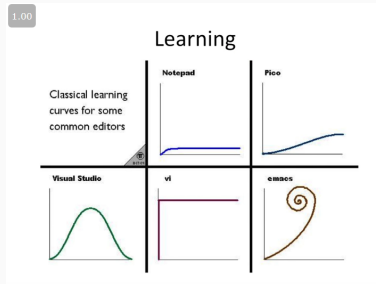 1.00
Learning
Classical learning
curves for some
common editors
Notepad
Pico
Visual Studio
vi
emacs